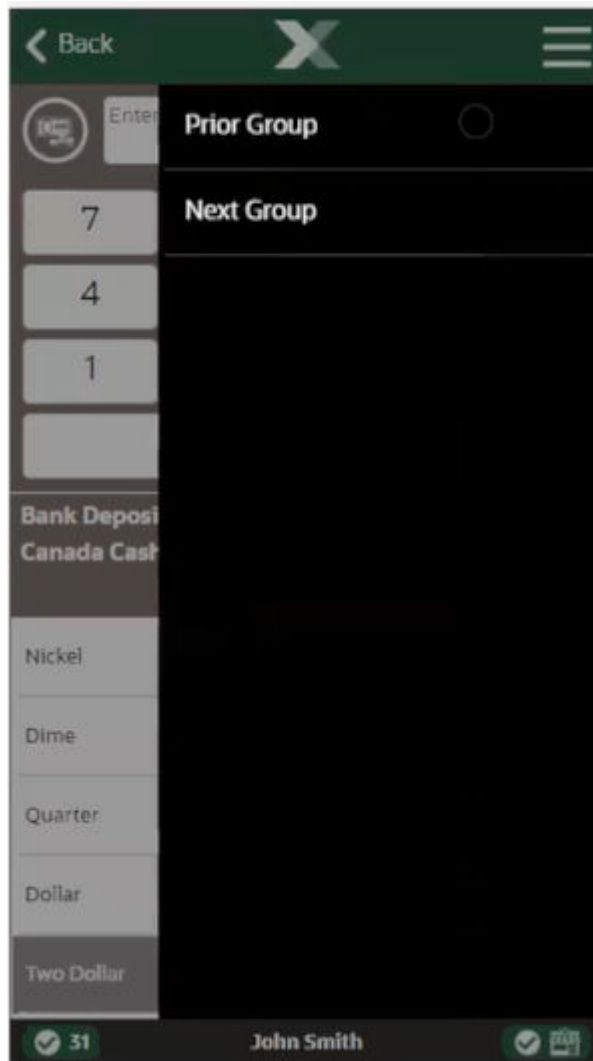 Back
Enter
Prior Group
7
Next Group
4
1
Bank Deposi
Canada Cash
Nickel
Dime
Quarter
Dollar
Two Dollar
31
John Smith